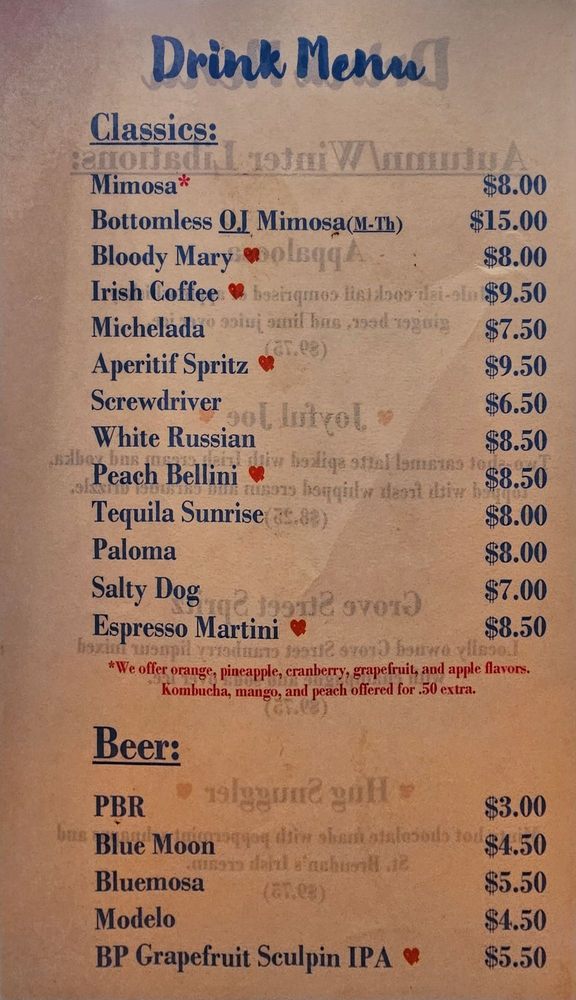 Drink Menu
Classics:
Mimosa* $8.00
Bottomless OJ Mimosa(M-Th) $15.00
Bloody Mary $8.00
Irish Coffee $9.50
Michelada $7.50
Aperitif Spritz $9.50
Screwdriver $6.50
White Russian $8.50
Peach Bellini $8.50
Tequila Sunrise $8.00
Paloma $8.00
Salty Dog $7.00
Espresso Martini $8.50
*We offer orange, pineapple, cranberry, grapefruit, and apple flavors.
Kombucha, mango, and peach offered for .50 extra.
Beer:
PBR $3.00
Blue Moon $4.50
Bluemosa $5.50
Modelo $4.50
BP Grapefruit Sculpin IPA $5.50